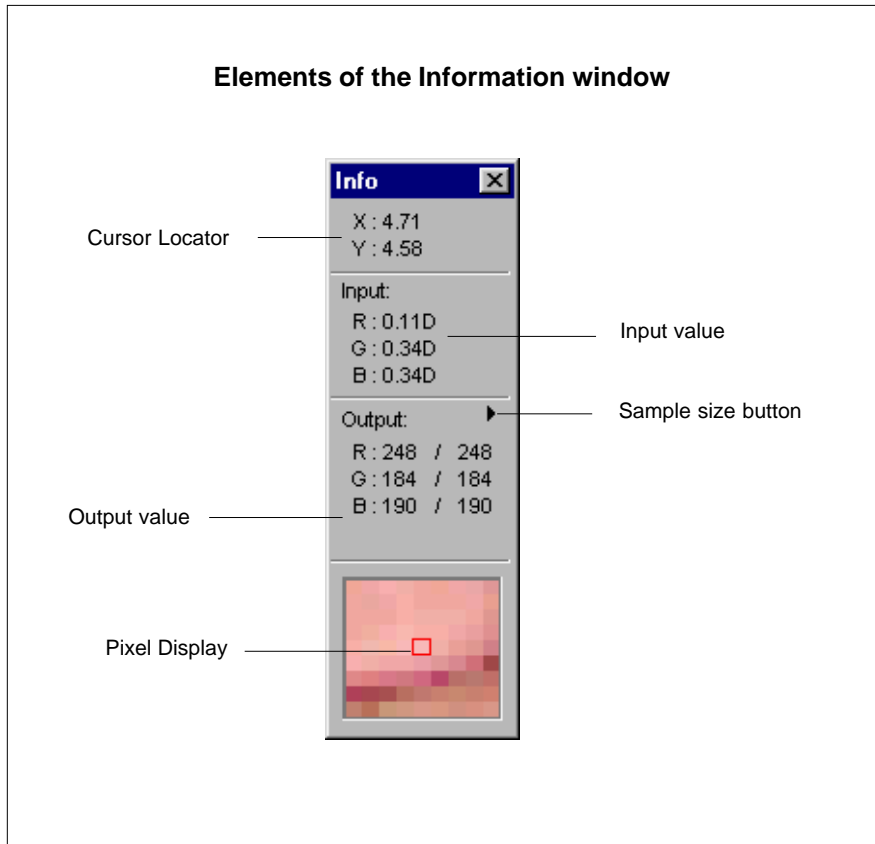 Elements of the Information window
Info
Cursor Locator
X : 4.71
Y : 4.58
Input:
R : 0.11D
G : 0.34D
B : 0.34D
Input value
Sample size button
Output:
R : 248 / 248
G : 184 / 184
B : 190 / 190
Output value
Pixel Display